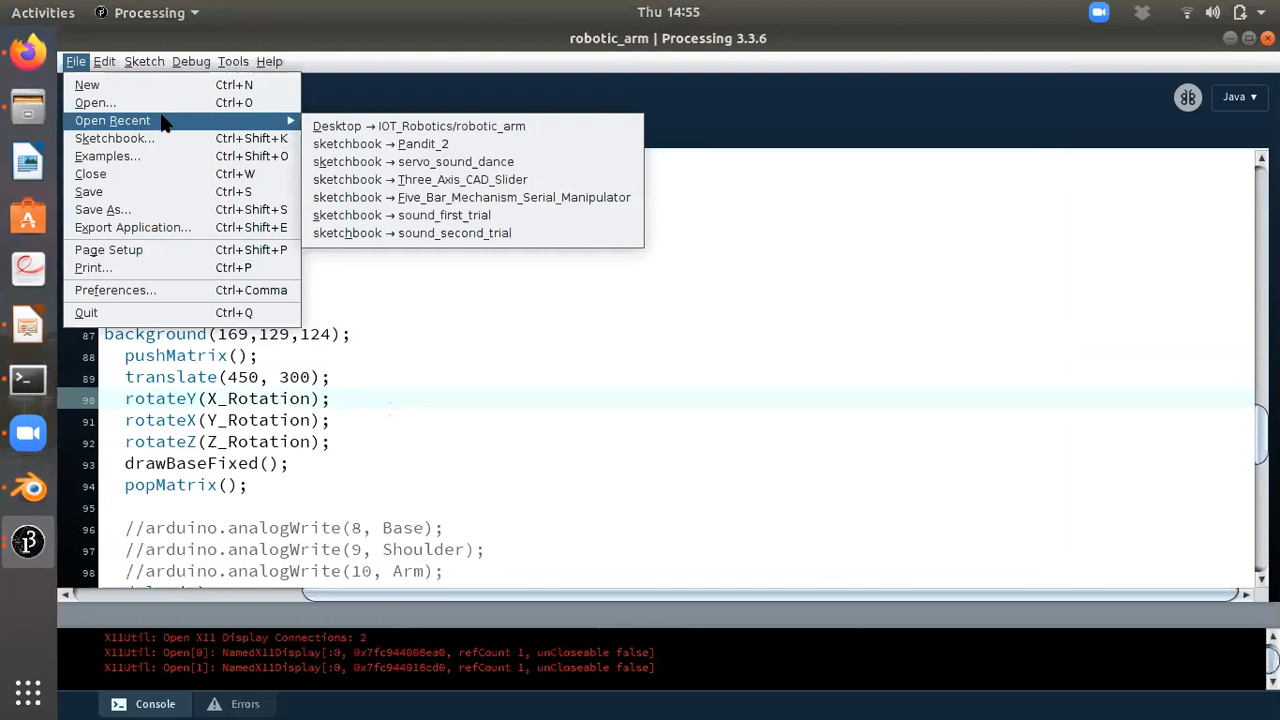 Activities Processing Thu 14:55
robotic_arm | Processing 3.3.6
File Edit Sketch Debug Tools Help
New Ctrl+N
Open... Ctrl+O
Open Recent
Sketchbook... Ctrl+Shift+K
Examples... Ctrl+Shift+O
Close Ctrl+W
Save Ctrl+S
Save As... Ctrl+Shift+S
Export Application... Ctrl+Shift+E
Page Setup Ctrl+Shift+P
Print... Ctrl+P
Preferences... Ctrl+Comma
Quit Ctrl+Q
Desktop → IOT_Robotics/robotic_arm
sketchbook → Pandit_2
sketchbook → servo_sound_dance
sketchbook → Three_Axis_CAD_Slider
sketchbook → Five_Bar_Mechanism_Serial_Manipulator
sketchbook → sound_first_trial
sketchbook → sound_second_trial
Java
87 background(169,129,124);
88 pushMatrix();
89 translate(450, 300);
90 rotateY(X_Rotation);
91 rotateX(Y_Rotation);
92 rotateZ(Z_Rotation);
93 drawBaseFixed();
94 popMatrix();
95
96 //arduino.analogWrite(8, Base);
97 //arduino.analogWrite(9, Shoulder);
98 //arduino.analogWrite(10, Arm);
X11Util: Open X11 Display Connections: 2
X11Util: Open[0]: NamedX11Display[:0, 0x7fc944006ea0, refCount 1, unCloseable false]
X11Util: Open[1]: NamedX11Display[:0, 0x7fc944016cd0, refCount 1, unCloseable false]
Console Errors